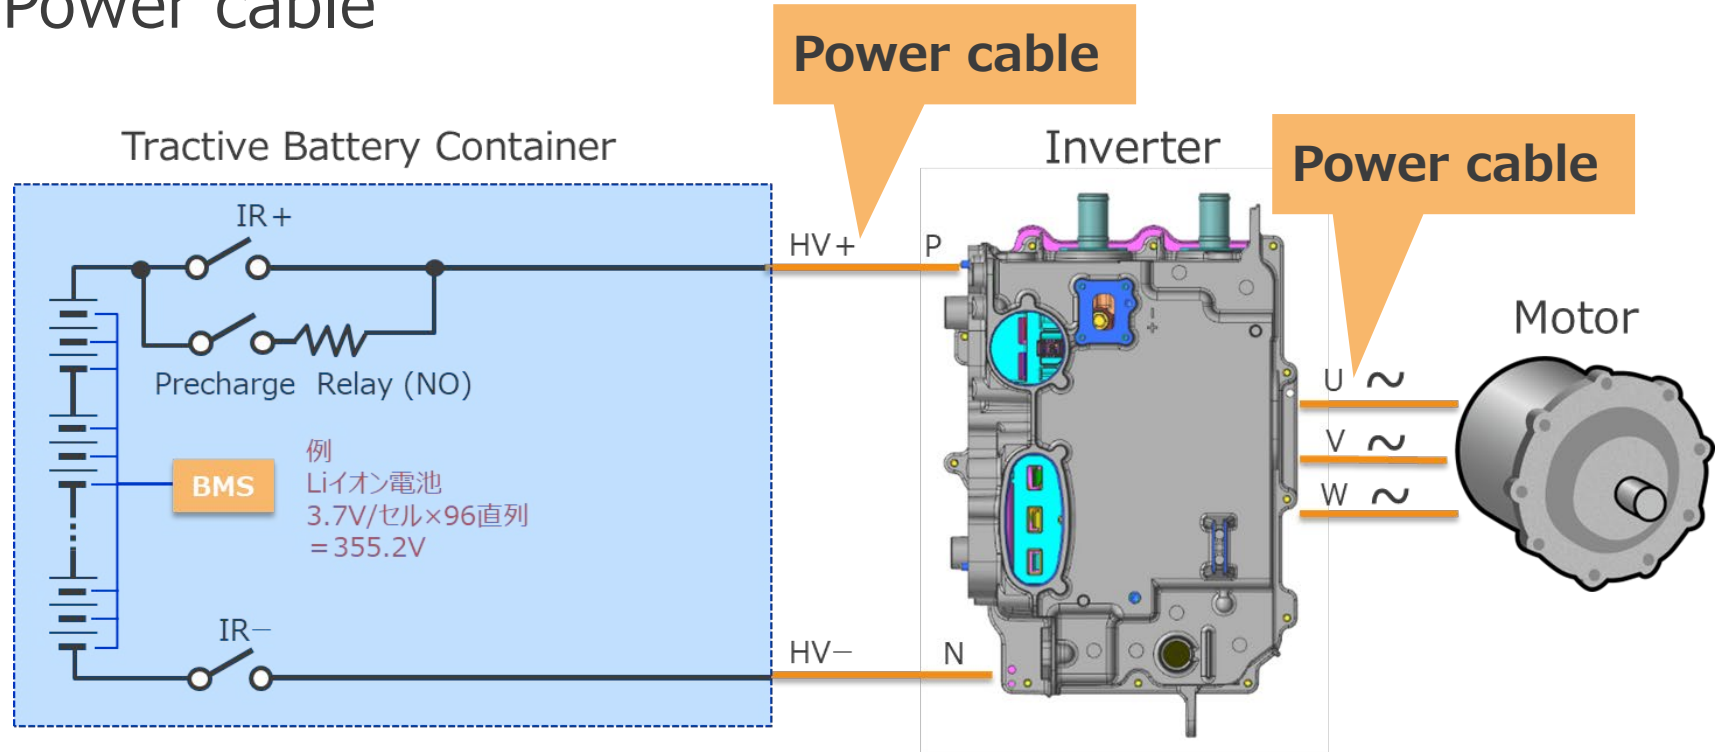 Power cable
Power cable
Tractive Battery Container
Inverter
Power cable
IR+
HV+
P
Motor
Precharge Relay (NO)
U ~
V ~
W ~
例
Liイオン電池
3.7V/セル×96直列
=355.2V
BMS
IR−
HV−
N